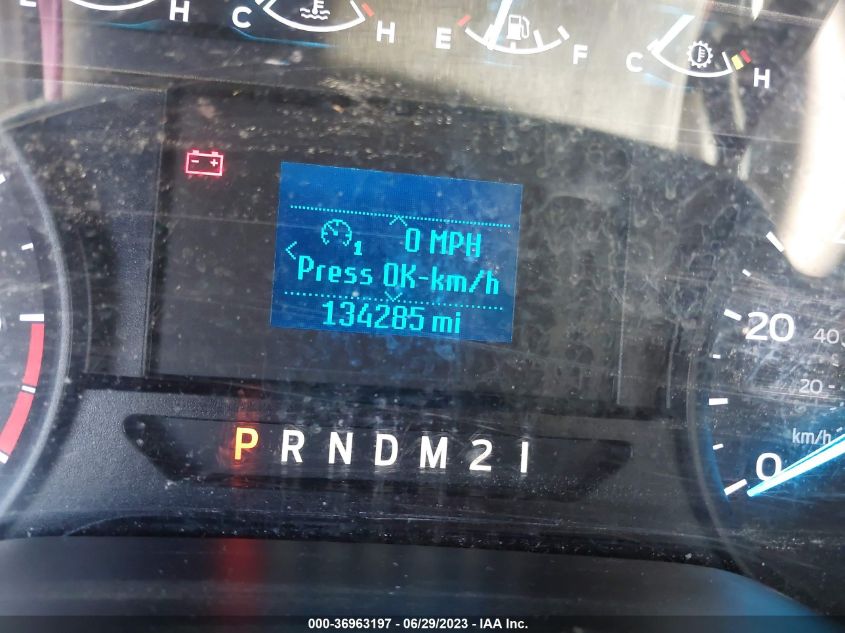 H
C H
E F
C H
0 MPH
1
Press OK-km/h
134285 mi
20
40
20
km/h
0
P R N D M 2 1
000-36963197 - 06/29/2023 - IAA Inc.